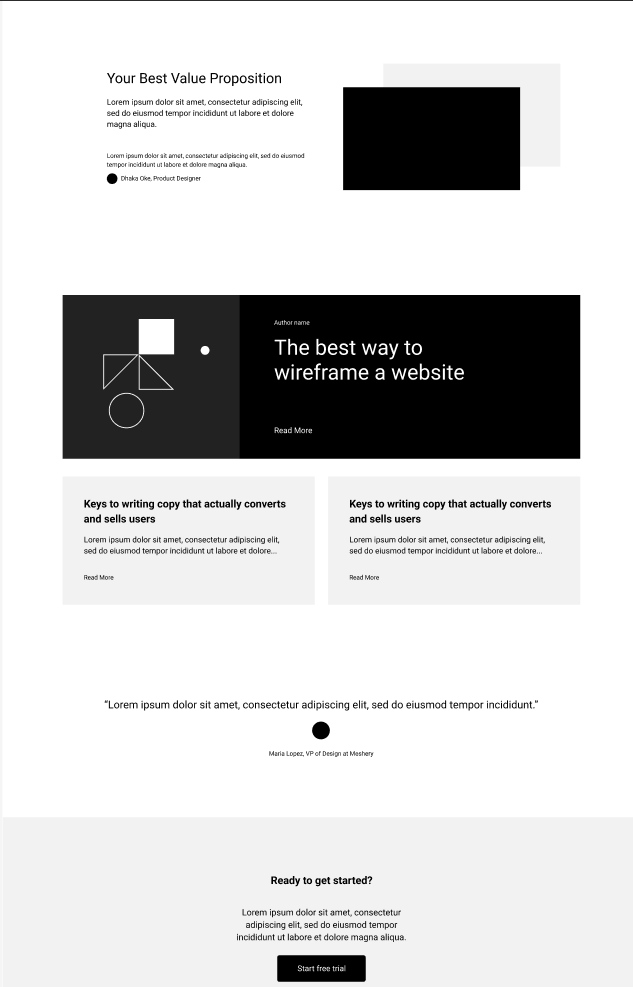 Your Best Value Proposition
Lorem ipsum dolor sit amet, consectetur adipiscing elit,
sed do eiusmod tempor incididunt ut labore et dolore
magna aliqua.
Lorem ipsum dolor sit amet, consectetur adipiscing elit, sed do eiusmod
tempor incididunt ut labore et dolore magna aliqua.
Dhaka Oke, Product Designer
Author name
The best way to
wireframe a website
Read More
Keys to writing copy that actually converts
and sells users
Lorem ipsum dolor sit amet, consectetur adipiscing elit,
sed do eiusmod tempor incididunt ut labore et dolore...
Read More
Keys to writing copy that actually converts
and sells users
Lorem ipsum dolor sit amet, consectetur adipiscing elit,
sed do eiusmod tempor incididunt ut labore et dolore...
Read More
“Lorem ipsum dolor sit amet, consectetur adipiscing elit, sed do eiusmod tempor incididunt.”
Maria Lopez, VP of Design at Meshery
Ready to get started?
Lorem ipsum dolor sit amet, consectetur
adipiscing elit, sed do eiusmod tempor
incididunt ut labore et dolore magna aliqua.
Start free trial